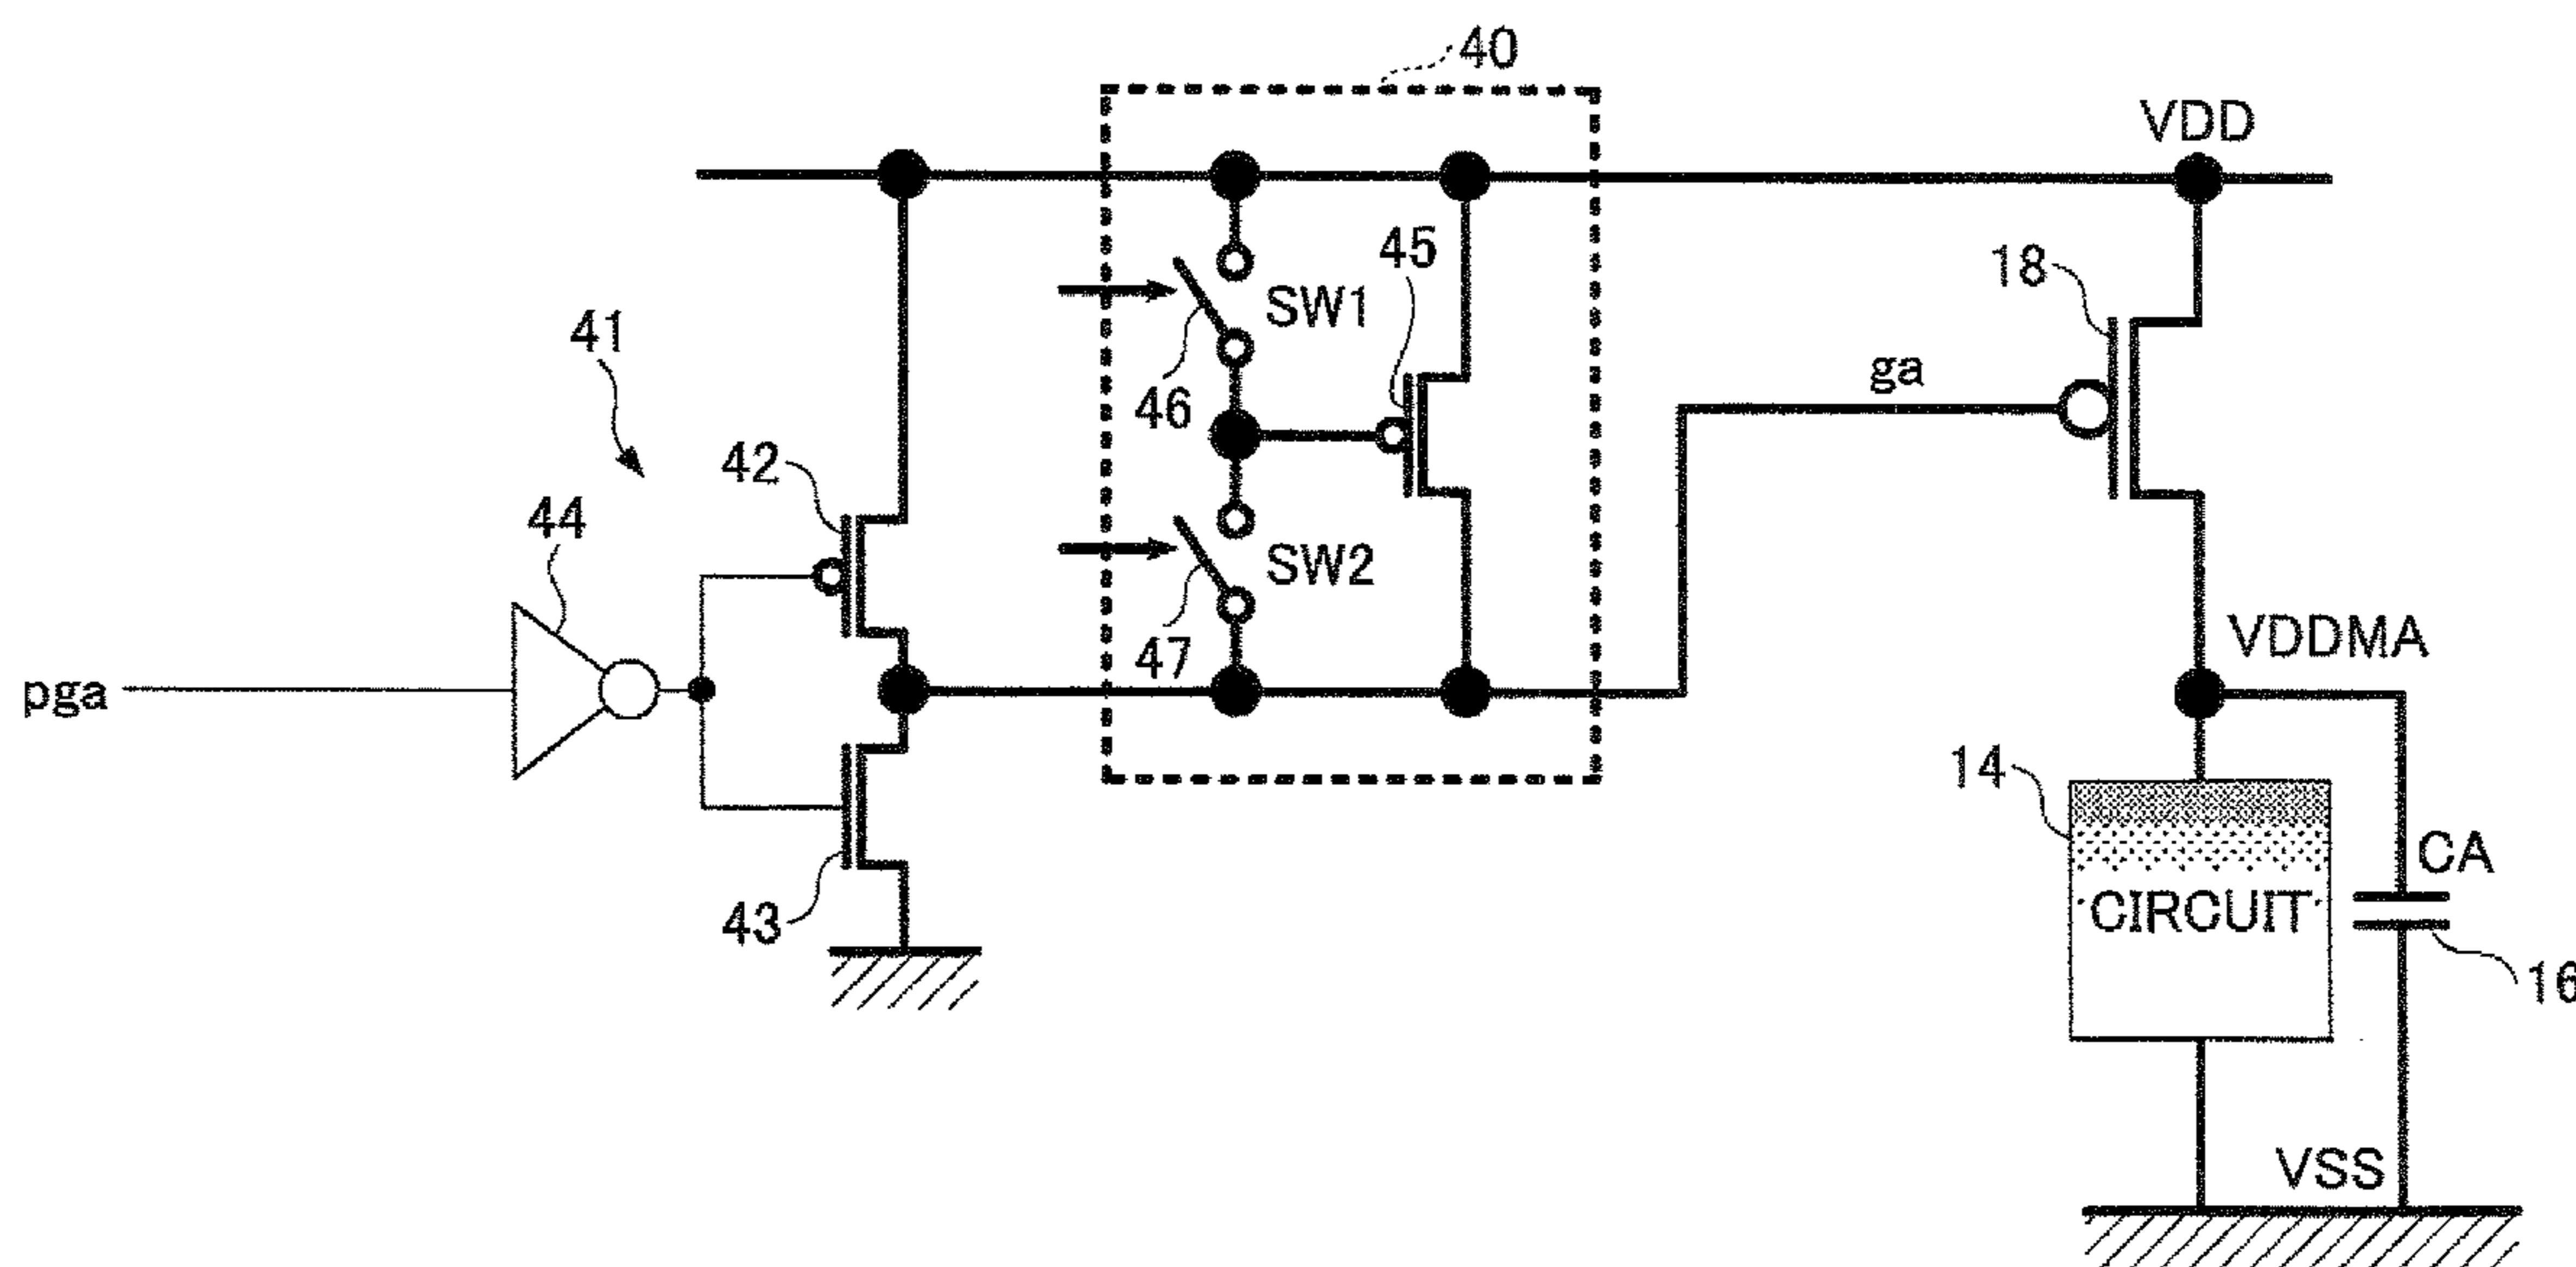 40
VDD
45
18
SW1
41
ga
46
42
44
SW2
VDDMA
47
pga
14
CA
CIRCUIT
43
16
VSS